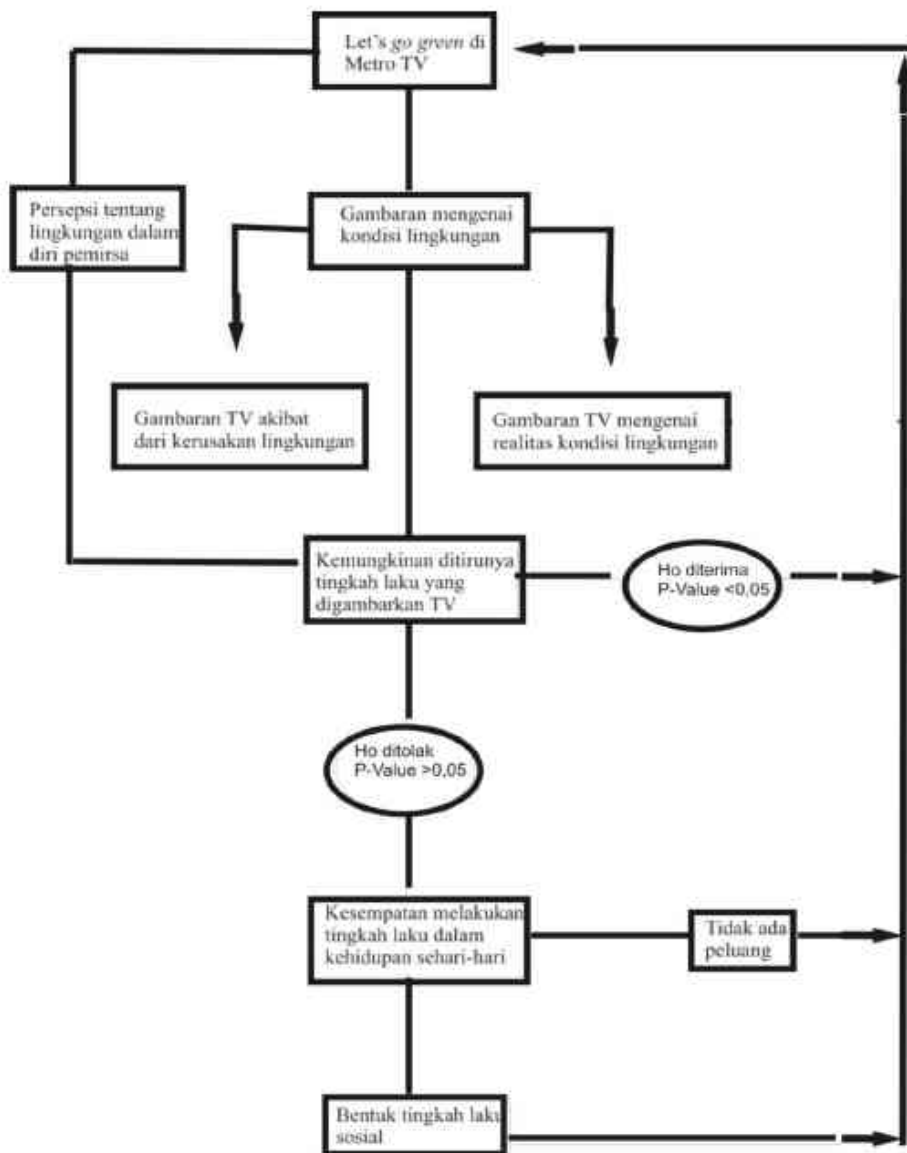 Let's go green di
Metro TV
Persepsi tentang
lingkungan dalam
diri pemirsa
Gambaran mengenai
kondisi lingkungan
Gambaran TV akibat
dari kerusakan lingkungan
Gambaran TV mengenai
realitas kondisi lingkungan
Kemungkinan ditirunya
tingkah laku yang
digambarkan TV
Ho diterima
P-Value <0,05
Ho ditolak
P-Value >0,05
Kesempatan melakukan
tingkah laku dalam
kehidupan sehari-hari
Tidak ada
peluang
Bentuk tingkah laku
sosial